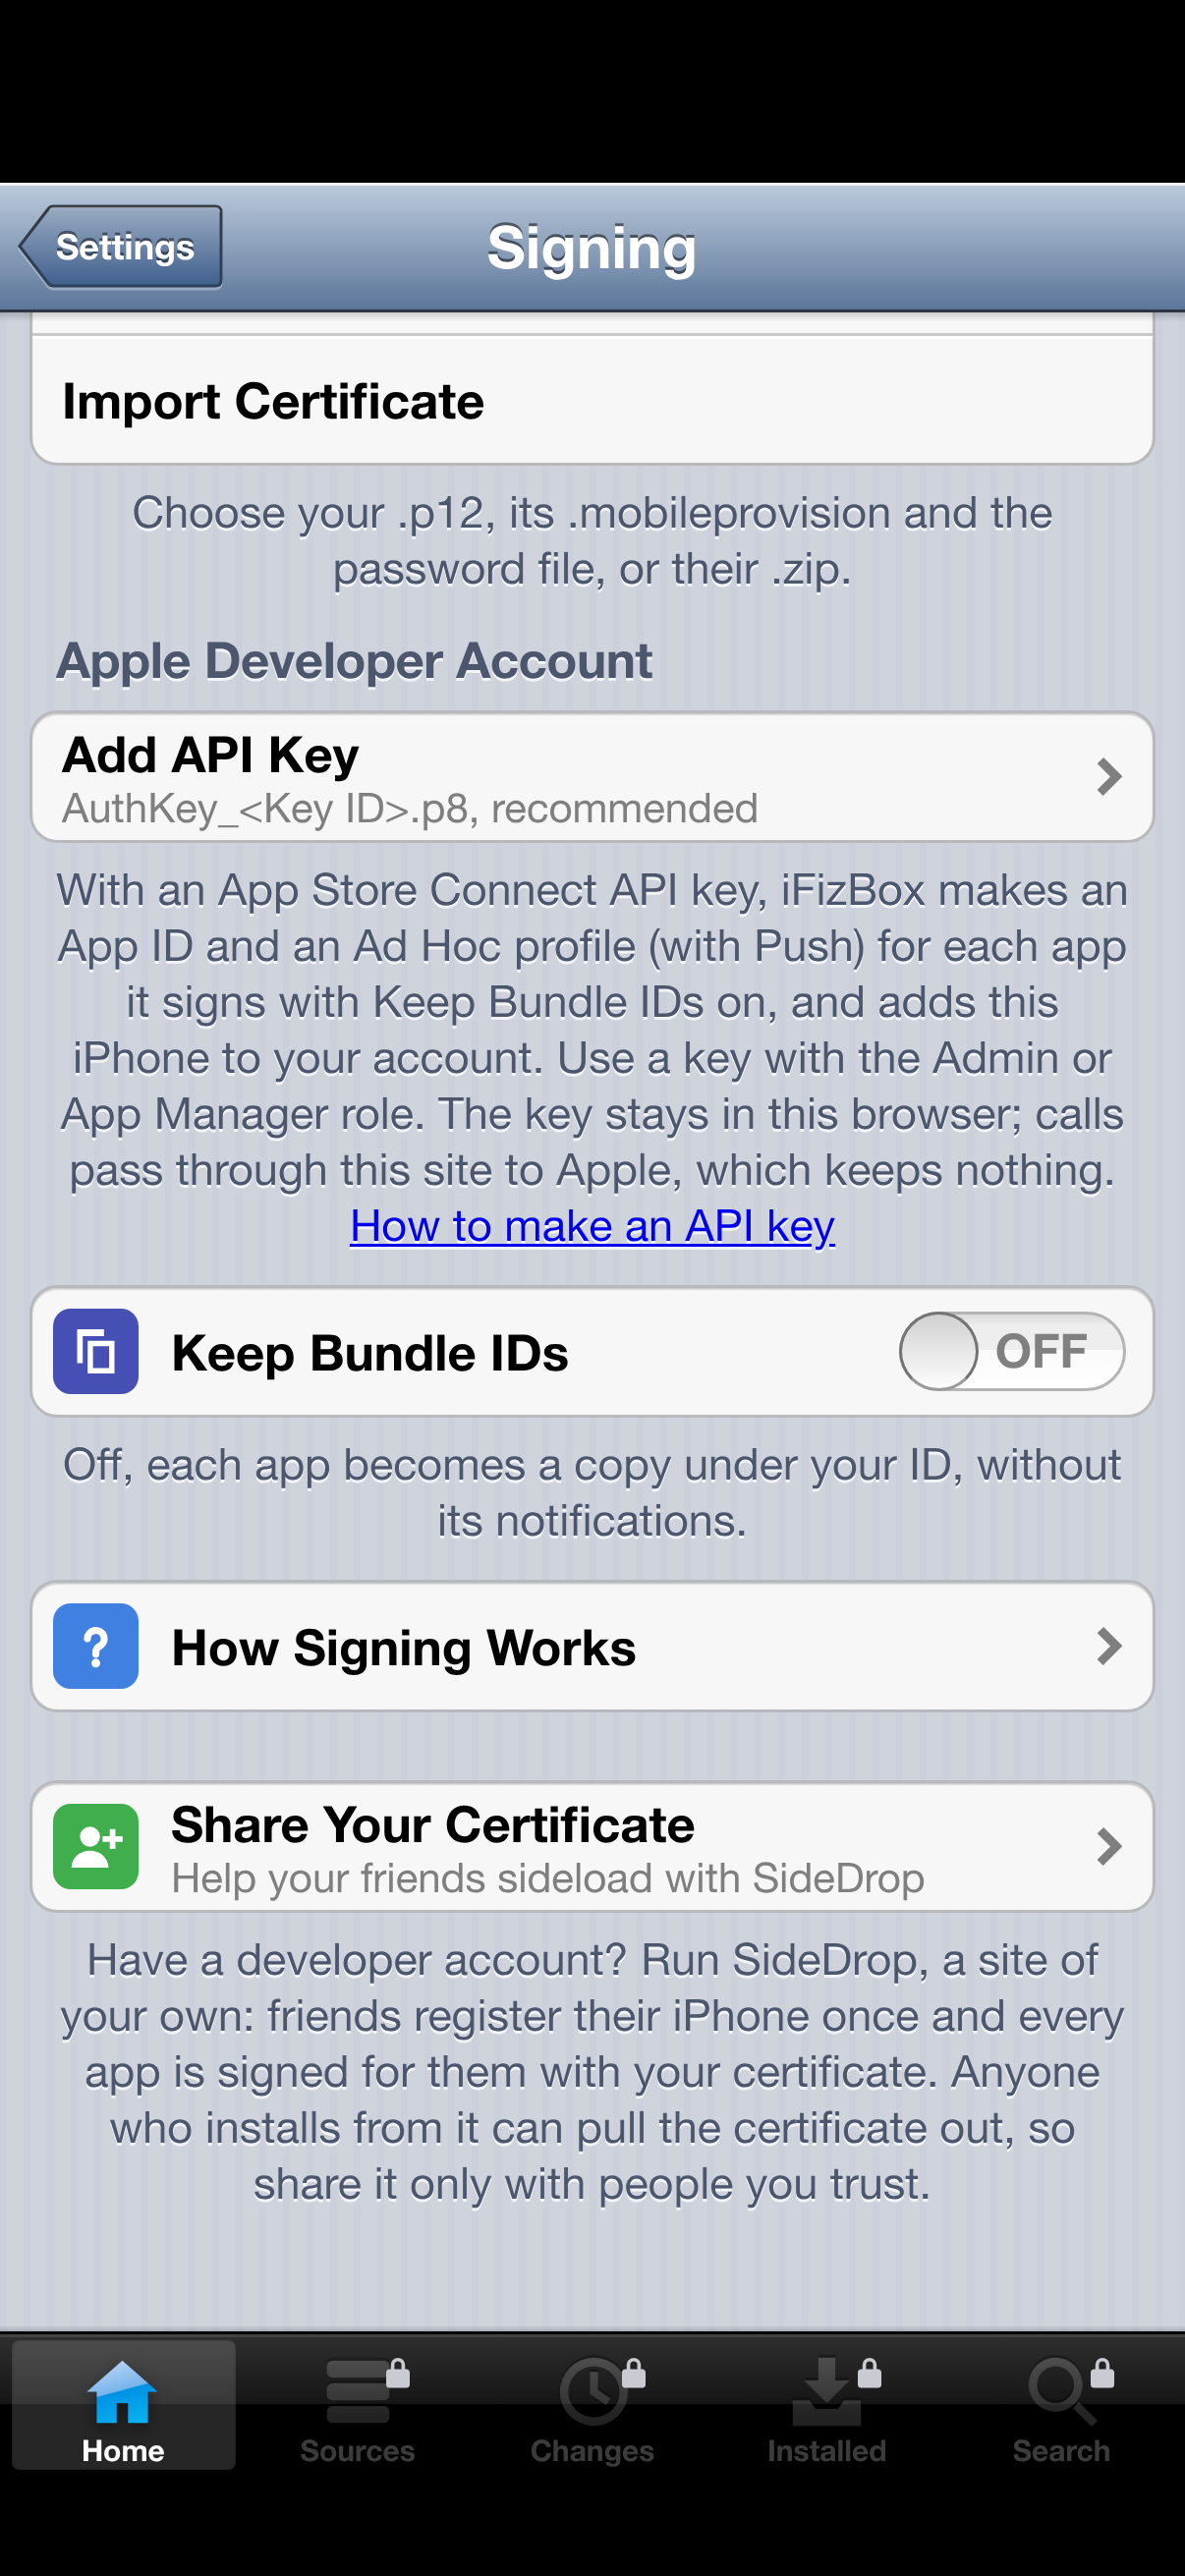 Settings
Signing
Import Certificate
Choose your .p12, its .mobileprovision and the
password file, or their .zip.
Apple Developer Account
Add API Key
AuthKey_<Key ID>.p8, recommended
With an App Store Connect API key, iFizBox makes an
App ID and an Ad Hoc profile (with Push) for each app
it signs with Keep Bundle IDs on, and adds this
iPhone to your account. Use a key with the Admin or
App Manager role. The key stays in this browser; calls
pass through this site to Apple, which keeps nothing.
How to make an API key
Keep Bundle IDs
OFF
Off, each app becomes a copy under your ID, without
its notifications.
?
How Signing Works
Share Your Certificate
Help your friends sideload with SideDrop
Have a developer account? Run SideDrop, a site of
your own: friends register their iPhone once and every
app is signed for them with your certificate. Anyone
who installs from it can pull the certificate out, so
share it only with people you trust.
Home
Sources
Changes
Installed
Search